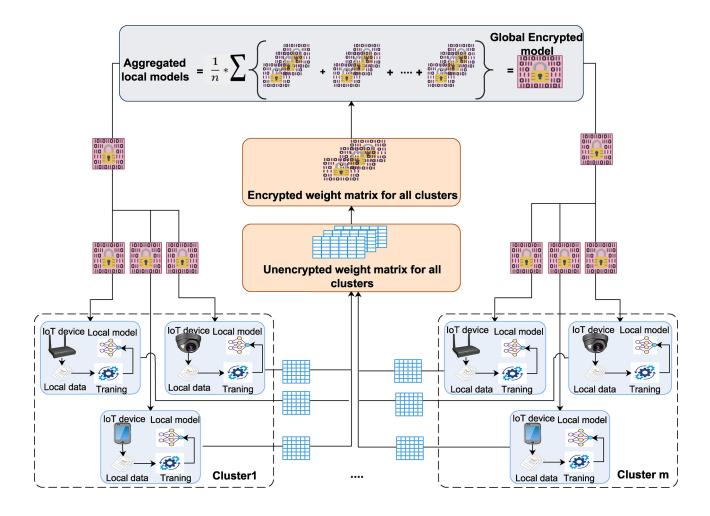 Aggregated
local models
= 1/n * ∑ { + + .... + } =
Global Encrypted
model
Encrypted weight matrix for all clusters
Unencrypted weight matrix for all
clusters
IoT device Local model
Local data Traning
IoT device Local model
Local data Traning
IoT device Local model
Local data Traning
Cluster1
....
IoT device Local model
Local data Traning
IoT device Local model
Local data Traning
IoT device Local model
Local data Traning
Cluster m